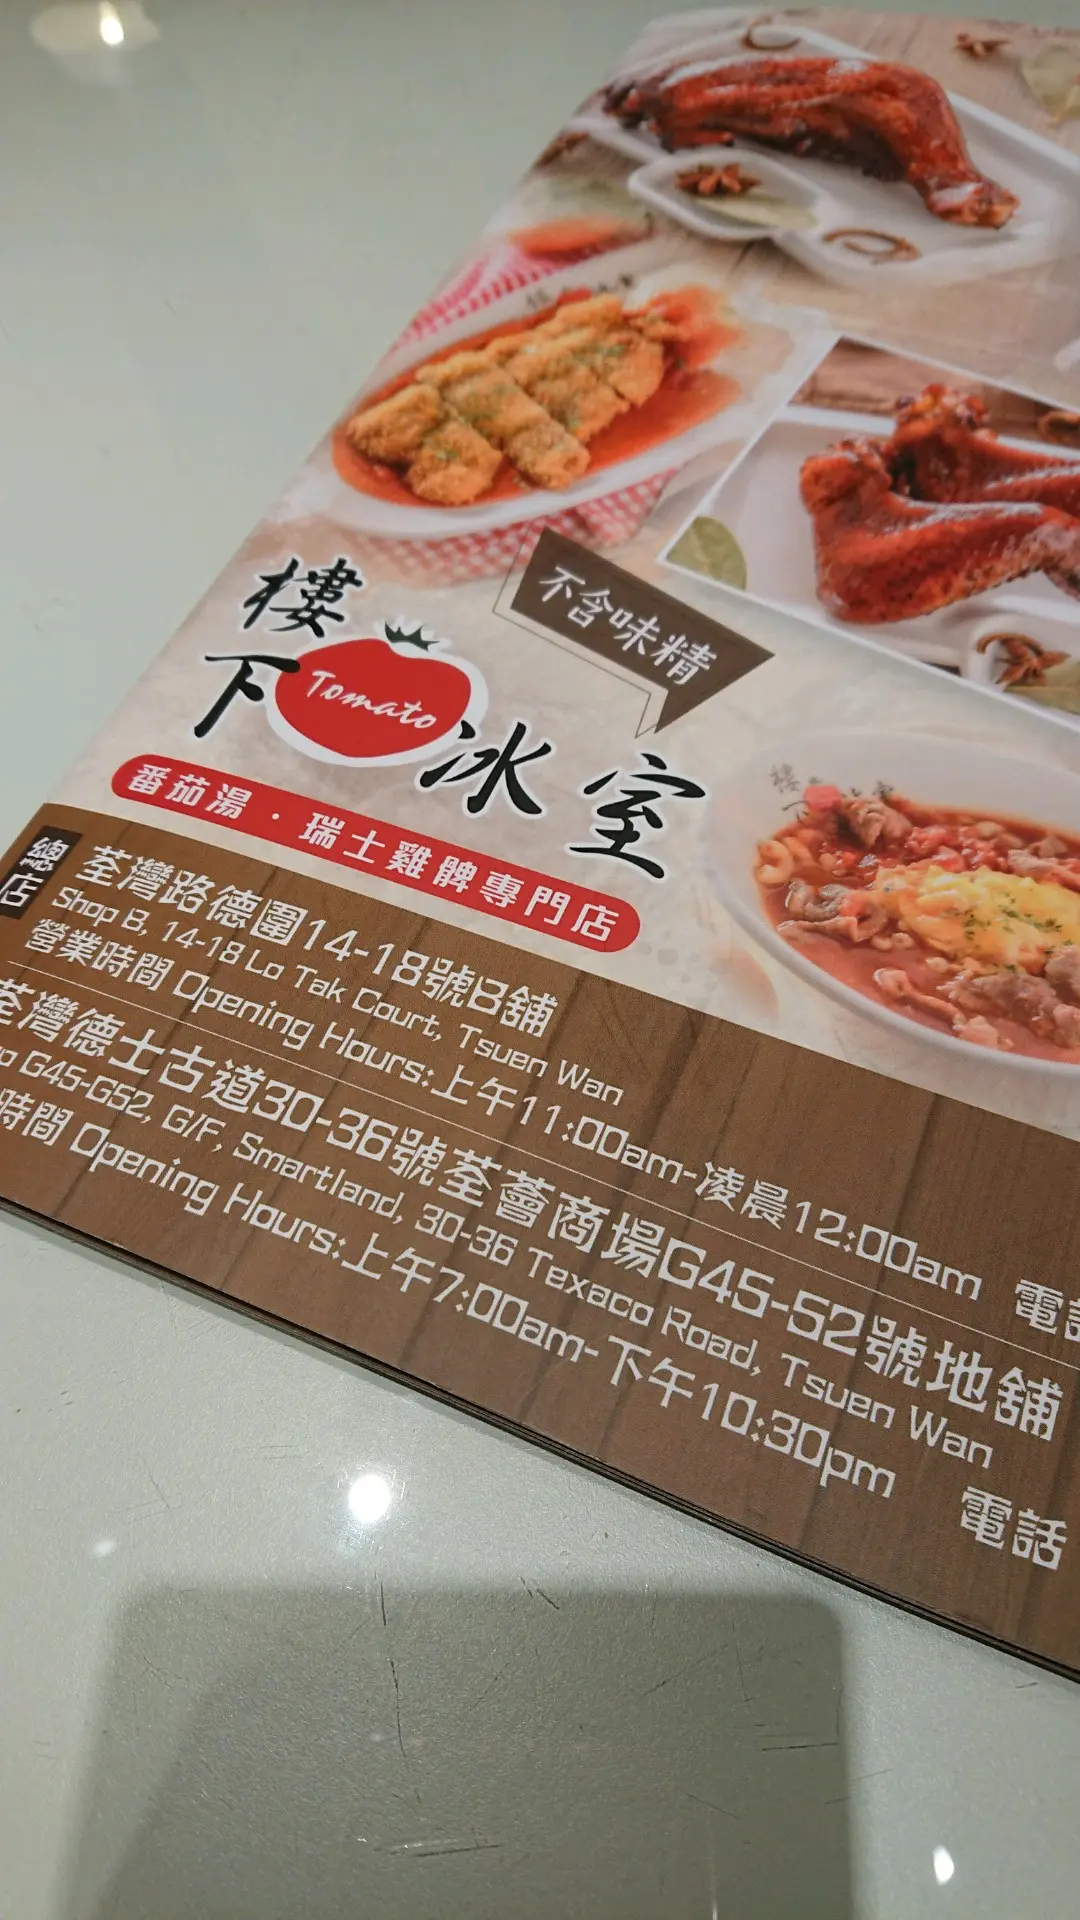 不含味精
樓下冰室
Tomato
番茄湯·瑞士雞髀專門店
總店
荃灣路德圍14-18號B舖
Shop B, 14-18 Lo Tak Court, Tsuen Wan
營業時間 Opening Hours:上午11:00am-凌晨12:00am 電話
荃灣德士古道30-36號荃薈商場G45-52號地舖
G45-G52, G/F, Smartland, 30-36 Texaco Road, Tsuen Wan
時間 Opening Hours:上午7:00am-下午10:30pm 電話